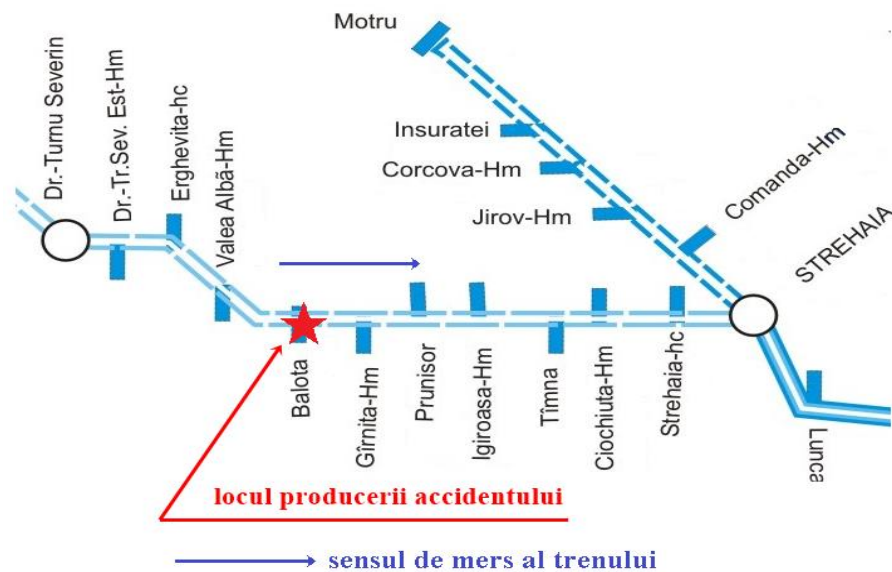 Motru
Insuratei
Corcova-Hm
Jirov-Hm
Comanda-Hm
STREHAIA
Dr.-Turnu Severin
Dr.-Tr.Sev. Est-Hm
Erghevita-hc
Valea Albă-Hm
Balota
Gîrnita-Hm
Prunisor
Igiroasa-Hm
Tîmna
Ciochiuta-Hm
Strehaia-hc
Lunca
locul producerii accidentului
sensul de mers al trenului